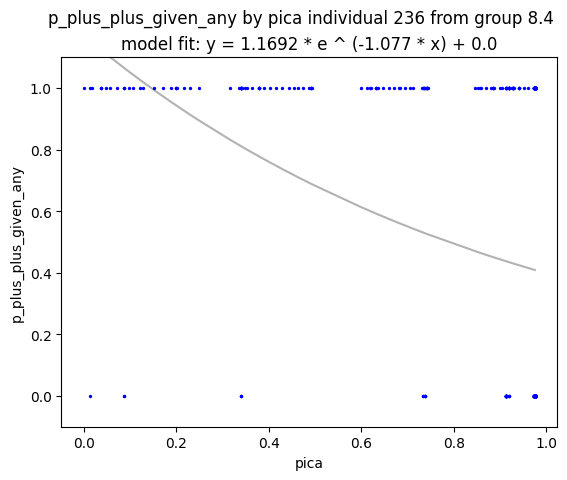 p_plus_plus_given_any by pica individual 236 from group 8.4
model fit: y = 1.1692 * e ^ (-1.077 * x) + 0.0
p_plus_plus_given_any
1.0
0.8
0.6
0.4
0.2
0.0
0.0 0.2 0.4 0.6 0.8 1.0
pica